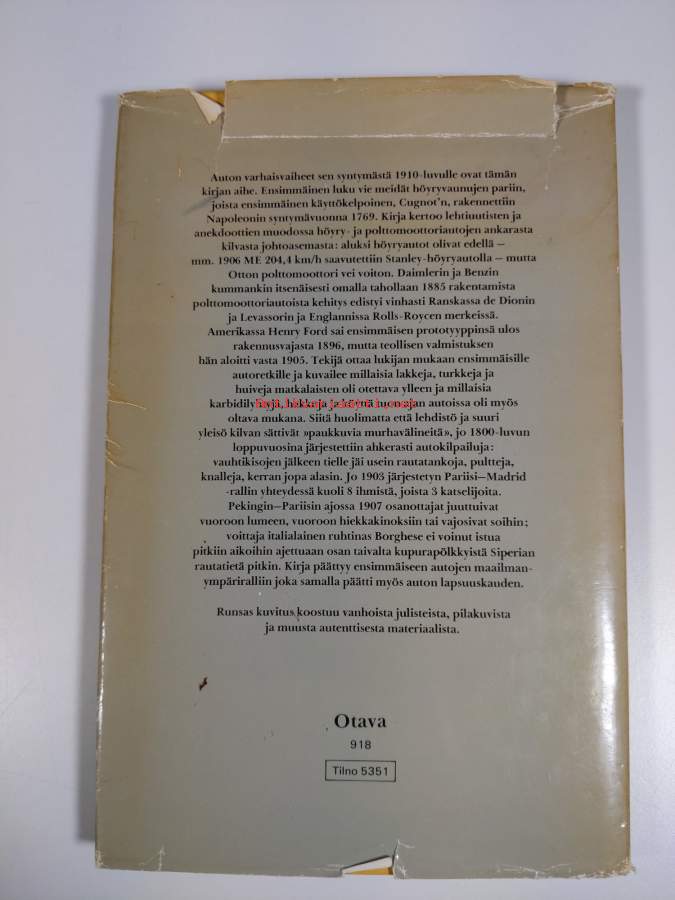 Auton varhaisvaiheet sen syntymästä 1910-luvulle ovat tämän
kirjan aihe. Ensimmäinen luku vie meidät höyryvaunujen pariin,
joista ensimmäinen käyttökelpoinen, Cugnot'n, rakennettiin
Napoleonin syntymävuonna 1769. Kirja kertoo lehtiuutisten ja
anekdoottien muodossa höyry- ja polttomoottoriautojen ankarasta
kilvasta johtoasemasta: aluksi höyryautot olivat edellä –
mm. 1906 ME 204,4 km/h saavutettiin Stanley-höyryautolla – mutta
Otton polttomoottori vei voiton. Daimlerin ja Benzin
kummankin itsenäisesti omalla tahollaan 1885 rakentamista
polttomoottoriautoista kehitys edistyi vinhasti Ranskassa de Dionin
ja Levassorin ja Englannissa Rolls-Roycen merkeissä.
Amerikassa Henry Ford sai ensimmäisen prototyyppinsä ulos
rakennusvajasta 1896, mutta teollisen valmistuksen
hän aloitti vasta 1905. Tekijä ottaa lukijan mukaan ensimmäisille
autoretkille ja kuvailee millaisia lakkeja, turkkeja ja
huiveja matkalaisten oli otettava ylleen ja millaisia
ja autoissa oli myös
oltava mukana. Siitä huolimatta että lehdistö ja suuri
yleisö kilvan sättivät »paukkuvia murhavälineitä», jo 1800-luvun
loppuvuosina järjestettiin ahkerasti autokilpailuja:
vauhtikisojen jälkeen tielle jäi usein rautatankoja, pultteja,
knalleja, kerran jopa alasin. Jo 1903 järjestetyn Pariisi–Madrid
-rallin yhteydessä kuoli 8 ihmistä, joista 3 katselijoita.
Pekingin–Pariisin ajossa 1907 osanottajat juuttuivat
vuoroon lumeen, vuoroon hiekkakinoksiin tai vajosivat soihin;
voittaja italialainen ruhtinas Borghese ei voinut istua
pitkiin aikoihin ajettuaan osan taivalta kupurapölkkyistä Siperian
rautatietä pitkin. Kirja päättyy ensimmäiseen autojen maailman-
ympäriralliin joka samalla päätti myös auton lapsuuskauden.
Runsas kuvitus koostuu vanhoista julisteista, pilakuvista
ja muusta autenttisesta materiaalista.
Otava
918
Tilno 5351